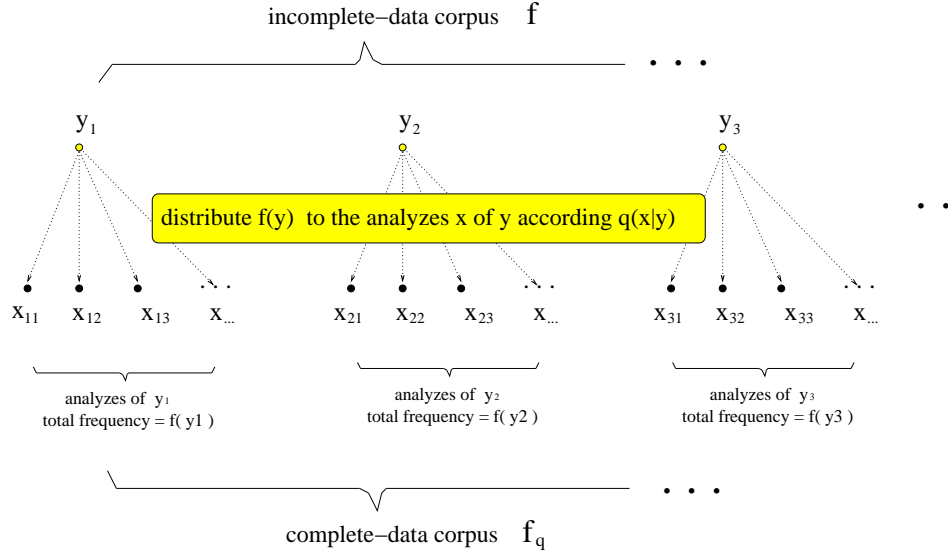 incomplete−data corpus f
. . .
y1 y2 y3
distribute f(y) to the analyzes x of y according q(x|y)
. .
. . . . . . . . .
x11 x12 x13 x... x21 x22 x23 x... x31 x32 x33 x...
analyzes of y1 analyzes of y2 analyzes of y3
total frequency = f( y1 ) total frequency = f( y2 ) total frequency = f( y3 )
. . .
complete−data corpus fq